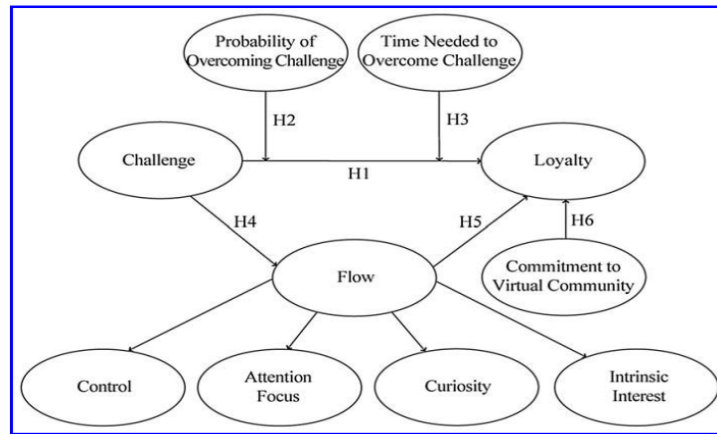 Probability of
Overcoming Challenge
Time Needed to
Overcome Challenge
H2
H3
Challenge
Loyalty
H1
H4
H5
H6
Flow
Commitment to
Virtual Community
Control
Attention
Focus
Curiosity
Intrinsic
Interest